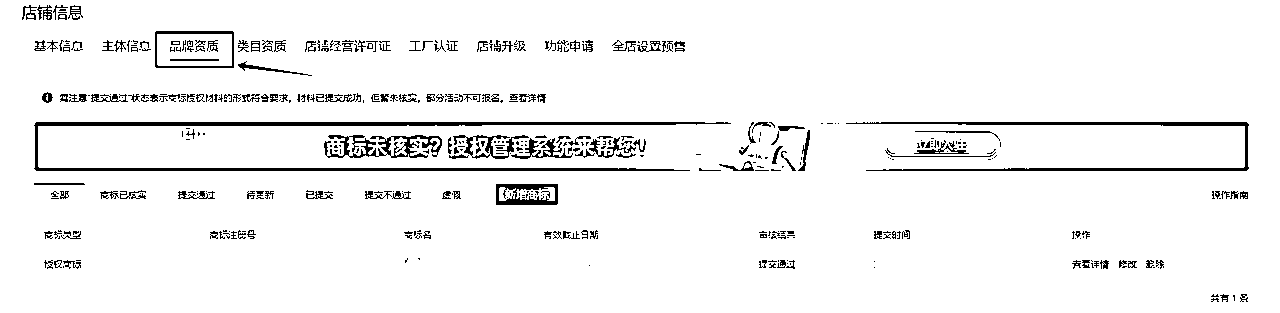 店铺信息
基本信息 主体信息 品牌资质 类目资质 店铺经营许可证 工厂认证 店铺升级 功能申请 全店设置预售
需注意“提交通过”状态表示商标版权材料的形式符合要求，材料已提交成功，但暂未核实，部分活动不可报名，查看详情
商标未核实？授权管理系统来帮您！ 立即入驻
全部 商标已核实 提交通过 待更新 已提交 提交不通过 虚假 新增商标 操作指南
商标类型 商标注册号 商标名 有效截止日期 审核结果 提交时间 操作
授权商标 提交通过 查看详情 修改 删除
共有 1 条